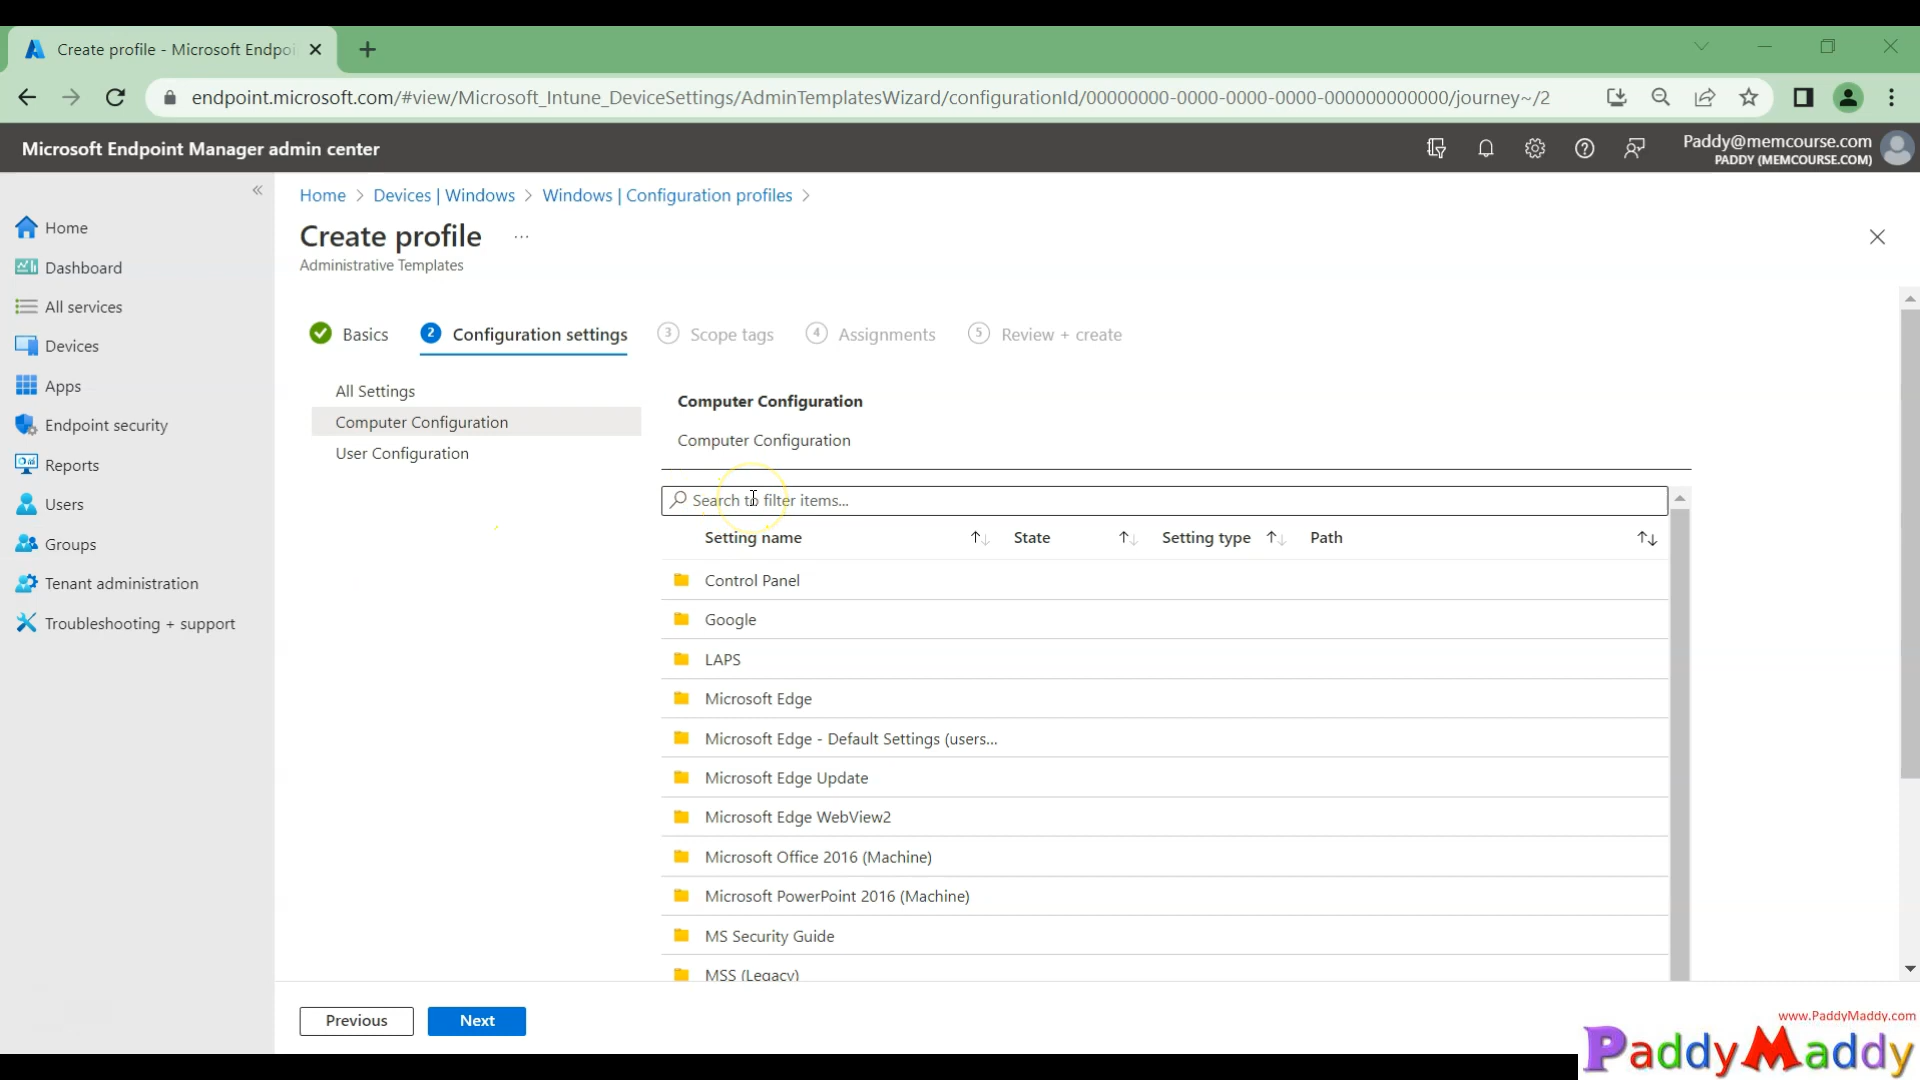 Create profile - Microsoft Endpoi
endpoint.microsoft.com/#view/Microsoft_Intune_DeviceSettings/AdminTemplatesWizard/configurationId/00000000-0000-0000-0000-000000000000/journey~/2
Microsoft Endpoint Manager admin center
Paddy@memcourse.com
PADDY (MEMCOURSE.COM)
Home
Dashboard
All services
Devices
Apps
Endpoint security
Reports
Users
Groups
Tenant administration
Troubleshooting + support
Home > Devices | Windows > Windows | Configuration profiles >
Create profile ...
Administrative Templates
Basics 2 Configuration settings 3 Scope tags 4 Assignments 5 Review + create
All Settings
Computer Configuration
User Configuration
Computer Configuration
Computer Configuration
Search to filter items...
Setting name State Setting type Path
Control Panel
Google
LAPS
Microsoft Edge
Microsoft Edge - Default Settings (users...
Microsoft Edge Update
Microsoft Edge WebView2
Microsoft Office 2016 (Machine)
Microsoft PowerPoint 2016 (Machine)
MS Security Guide
MSS (Legacy)
Previous Next
www.PaddyMaddy.com
PaddyMaddy